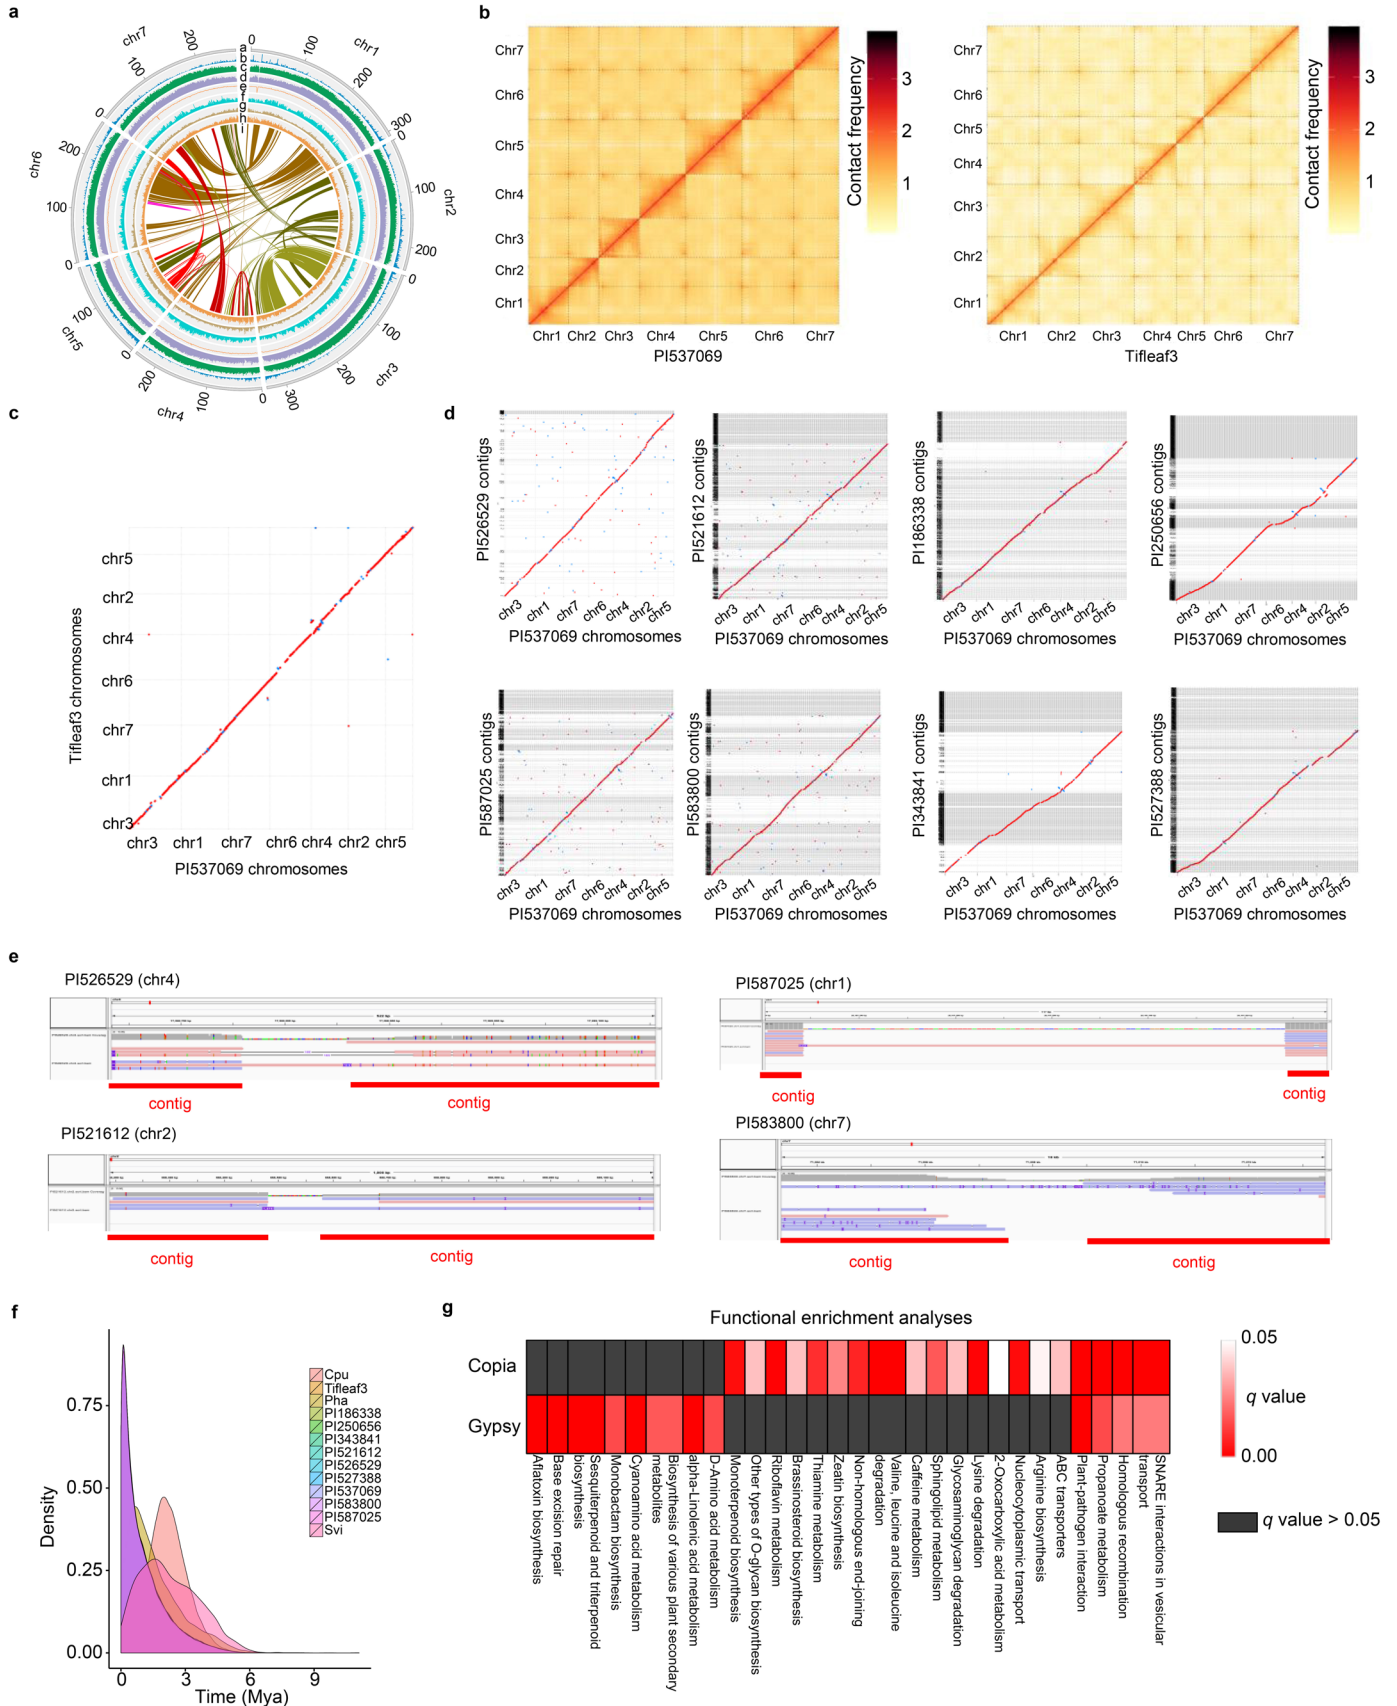 a
chr7
200
100
0
0
100
chr1
200
300
0
100
chr2
200
0
100
chr3
200
300
0
100
chr4
200
0
chr5
100
0
100
chr6
200
a
b
c
d
e
f
g
h
i
b
Chr7
Chr6
Chr5
Chr4
Chr3
Chr2
Chr1
Chr1 Chr2 Chr3 Chr4 Chr5 Chr6 Chr7
PI537069
Contact frequency
3
2
1
Chr7
Chr6
Chr5
Chr4
Chr3
Chr2
Chr1
Chr1 Chr2 Chr3 Chr4 Chr5 Chr6 Chr7
Tifleaf3
Contact frequency
3
2
1
c
Tifleaf3 chromosomes
chr5
chr2
chr4
chr6
chr7
chr1
chr3
chr3 chr1 chr7 chr6 chr4 chr2 chr5
PI537069 chromosomes
d
PI526529 contigs
chr3 chr1 chr7 chr6 chr4 chr2 chr5
PI537069 chromosomes
PI521612 contigs
chr3 chr1 chr7 chr6 chr4 chr2 chr5
PI537069 chromosomes
PI186338 contigs
chr3 chr1 chr7 chr6 chr4 chr2 chr5
PI537069 chromosomes
PI250656 contigs
chr3 chr1 chr7 chr6 chr4 chr2 chr5
PI537069 chromosomes
PI587025 contigs
chr3 chr1 chr7 chr6 chr4 chr2 chr5
PI537069 chromosomes
PI583800 contigs
chr3 chr1 chr7 chr6 chr4 chr2 chr5
PI537069 chromosomes
PI343841 contigs
chr3 chr1 chr7 chr6 chr4 chr2 chr5
PI537069 chromosomes
PI527388 contigs
chr3 chr1 chr7 chr6 chr4 chr2 chr5
PI537069 chromosomes
e
PI526529 (chr4)
contig
contig
PI587025 (chr1)
contig
contig
PI521612 (chr2)
contig
contig
PI583800 (chr7)
contig
contig
f
Density
0.75
0.50
0.25
0.00
0 3 6 9
Time (Mya)
Cpu
Tifleaf3
Pha
PI186338
PI250656
PI343841
PI521612
PI526529
PI527388
PI537069
PI583800
PI587025
Svi
g
Functional enrichment analyses
Copia
Gypsy
Aflatoxin biosynthesis
Base excision repair
Sesquiterpenoid and triterpenoid
biosynthesis
Monobactam biosynthesis
Cyanoamino acid metabolism
Biosynthesis of various plant secondary
metabolites
alpha-Linolenic acid metabolism
D-Amino acid metabolism
Monoterpenoid biosynthesis
Other types of O-glycan biosynthesis
Riboflavin metabolism
Brassinosteroid biosynthesis
Thiamine metabolism
Zeatin biosynthesis
Non-homologous end-joining
Valine, leucine and isoleucine
degradation
Caffeine metabolism
Sphingolipid metabolism
Glycosaminoglycan degradation
Lysine degradation
2-Oxocarboxylic acid metabolism
Nucleocytoplasmic transport
Arginine biosynthesis
ABC transporters
Plant-pathogen interaction
Propanoate metabolism
Homologous recombination
SNARE interactions in vesicular
transport
0.05
q value
0.00
q value > 0.05